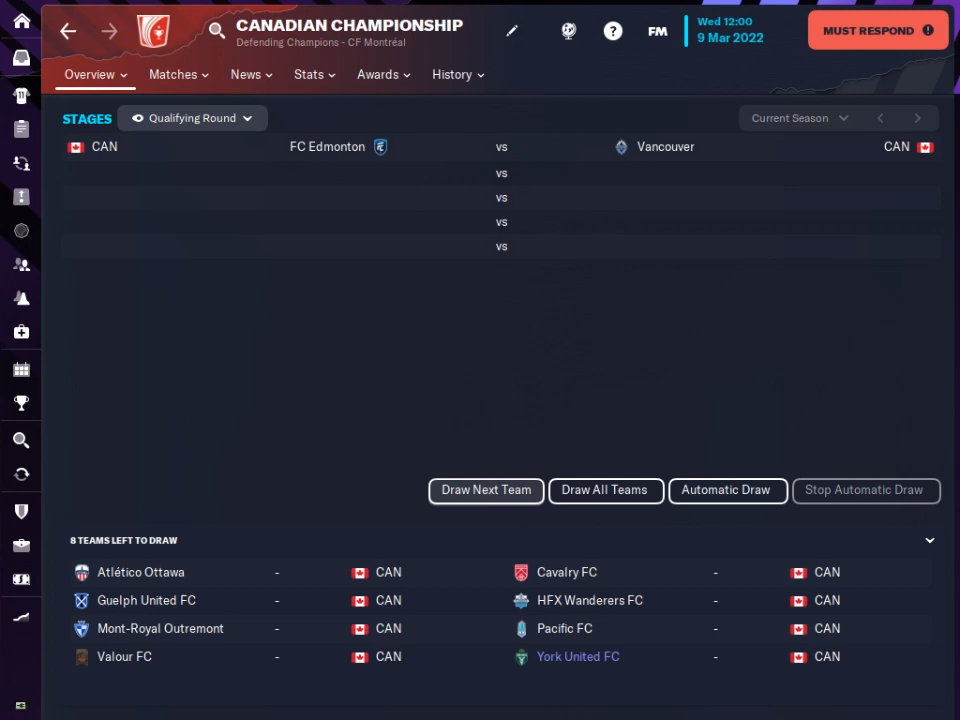 CANADIAN CHAMPIONSHIP
Defending Champions - CF Montréal
FM
Wed 12:00
9 Mar 2022
MUST RESPOND
Overview Matches News Stats Awards History
STAGES Qualifying Round Current Season
CAN FC Edmonton vs Vancouver CAN
vs
vs
vs
vs
Draw Next Team Draw All Teams Automatic Draw Stop Automatic Draw
8 TEAMS LEFT TO DRAW
Atlético Ottawa - CAN Cavalry FC - CAN
Guelph United FC - CAN HFX Wanderers FC - CAN
Mont-Royal Outremont - CAN Pacific FC - CAN
Valour FC - CAN York United FC - CAN